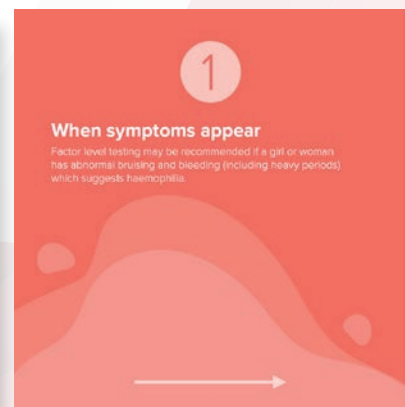 1
When symptoms appear
Factor level testing may be recommended if a girl or woman
has abnormal bruising and bleeding (including heavy periods)
which suggests haemophilia.